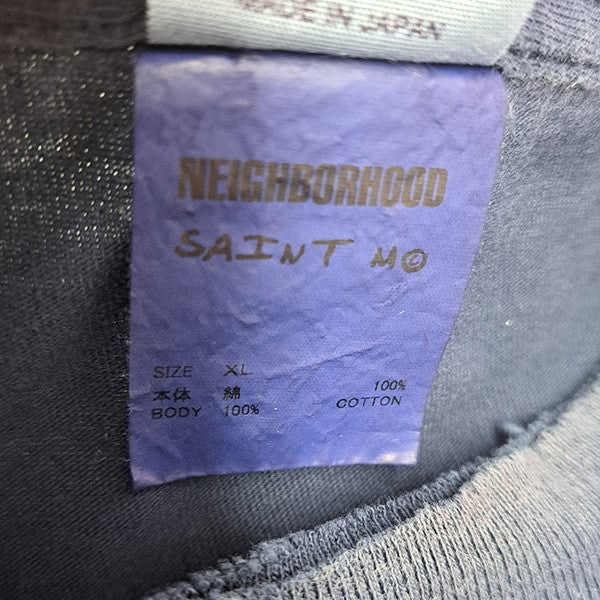 MADE IN JAPAN
NEIGHBORHOOD
SAINT M©
SIZE XL
本体 綿 100%
BODY 100% COTTON